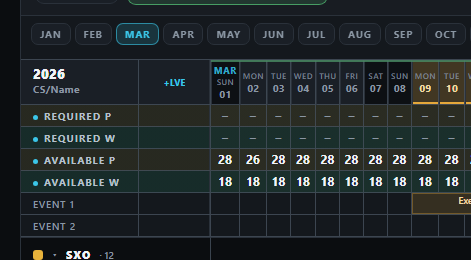 JAN FEB MAR APR MAY JUN JUL AUG SEP OCT
2026 +LVE MAR SUN 01 MON 02 TUE 03 WED 04 THU 05 FRI 06 SAT 07 SUN 08 MON 09 TUE 10
CS/Name
REQUIRED P – – – – – – – – – –
REQUIRED W – – – – – – – – – –
AVAILABLE P 28 26 28 28 28 28 28 28 28 28
AVAILABLE W 18 18 18 18 18 18 18 18 18 18
EVENT 1 Exe
EVENT 2
- SXO · 12